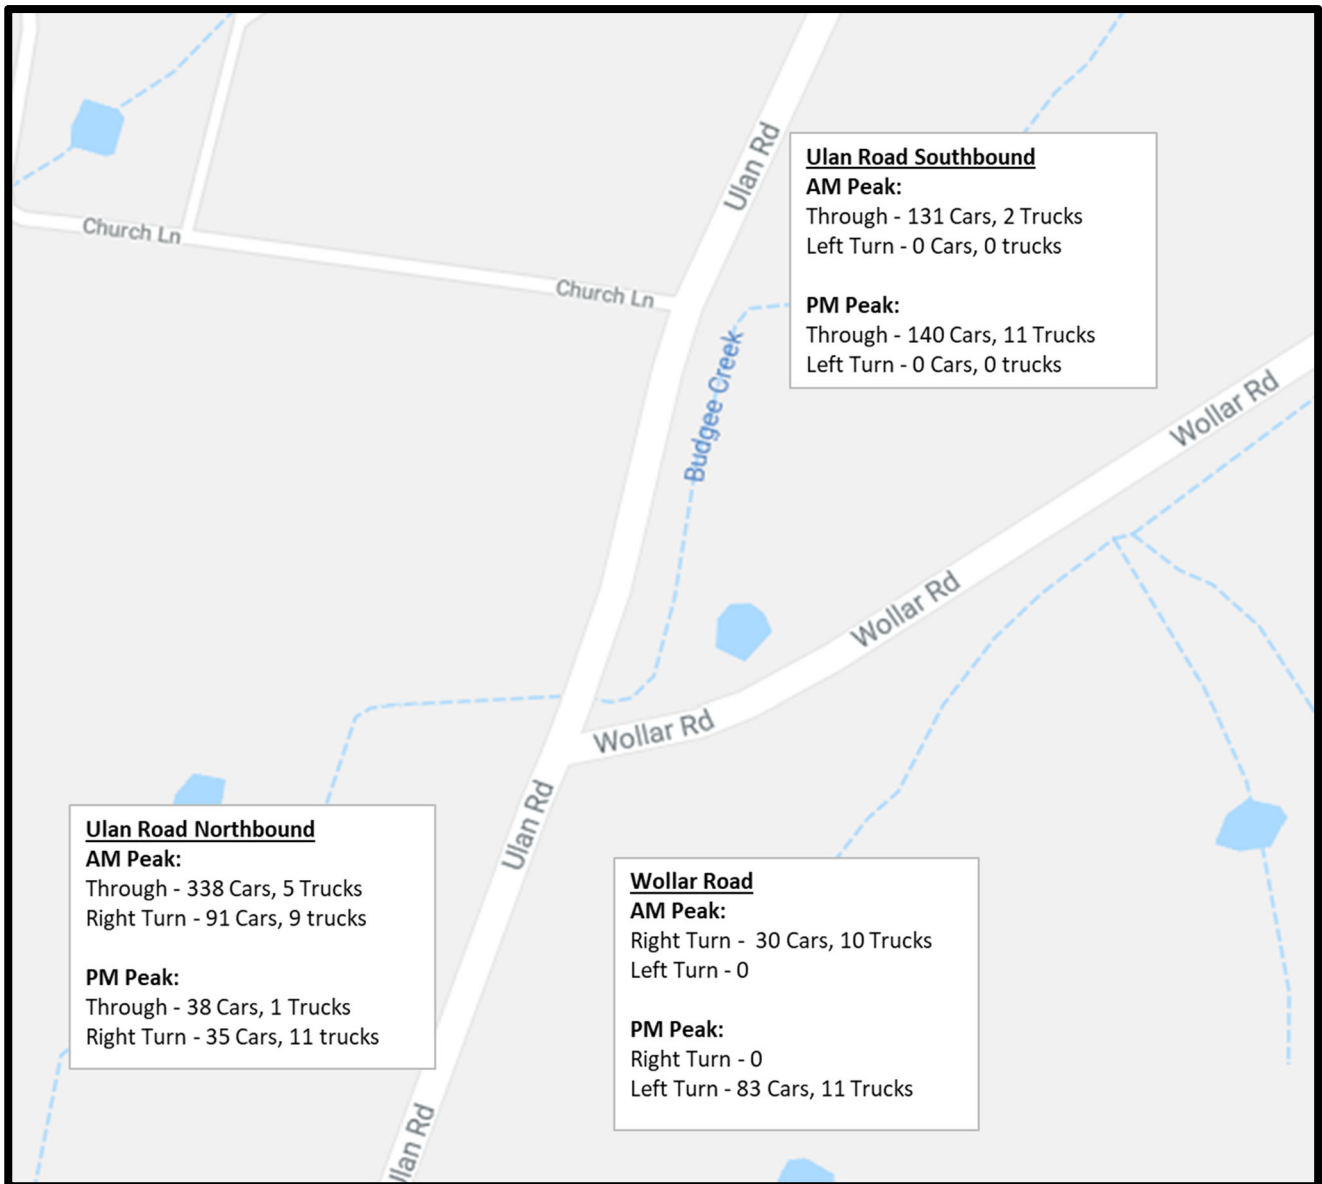 Ulan Rd
Ulan Road Southbound
AM Peak:
Through - 131 Cars, 2 Trucks
Left Turn - 0 Cars, 0 trucks
PM Peak:
Through - 140 Cars, 11 Trucks
Left Turn - 0 Cars, 0 trucks
Church Ln
Church Ln
Budgee Creek
Wollar Rd
Wollar Rd
Wollar Rd
Ulan Rd
Ulan Road Northbound
AM Peak:
Through - 338 Cars, 5 Trucks
Right Turn - 91 Cars, 9 trucks
PM Peak:
Through - 38 Cars, 1 Trucks
Right Turn - 35 Cars, 11 trucks
Wollar Road
AM Peak:
Right Turn -  30 Cars, 10 Trucks
Left Turn - 0
PM Peak:
Right Turn - 0
Left Turn - 83 Cars, 11 Trucks
Ulan Rd